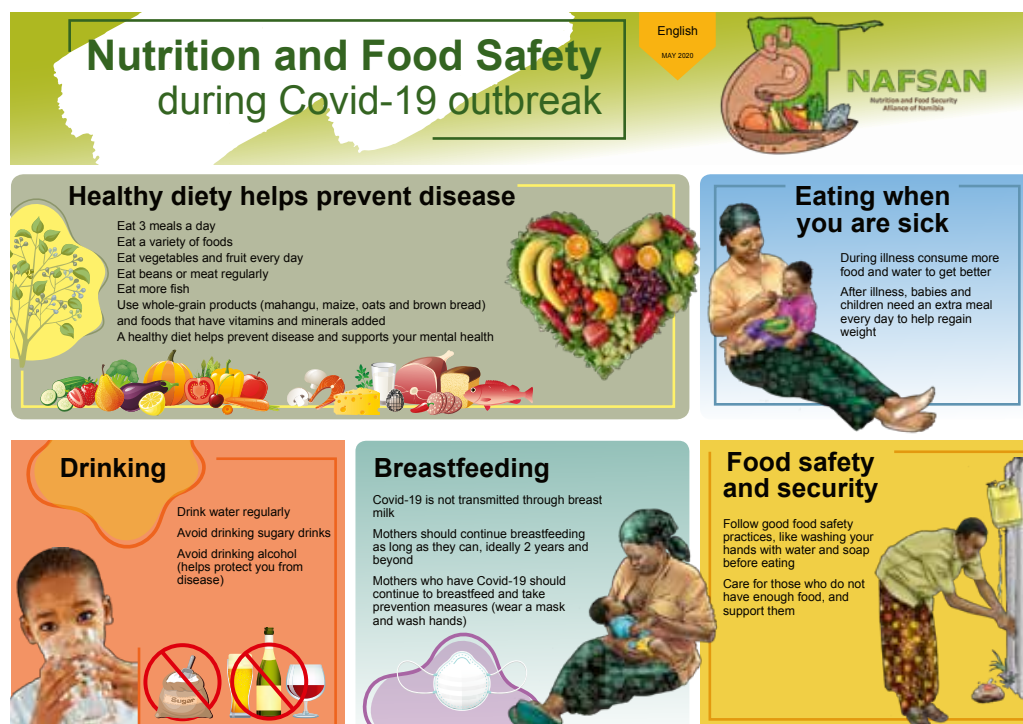 Nutrition and Food Safety
during Covid-19 outbreak
English
MAY 2020
NAFSAN
Nutrition and Food Security
Alliance of Namibia
Healthy diety helps prevent disease
Eat 3 meals a day
Eat a variety of foods
Eat vegetables and fruit every day
Eat beans or meat regularly
Eat more fish
Use whole-grain products (mahangu, maize, oats and brown bread)
and foods that have vitamins and minerals added
A healthy diet helps prevent disease and supports your mental health
Eating when
you are sick
During illness consume more
food and water to get better
After illness, babies and
children need an extra meal
every day to help regain
weight
Drinking
Drink water regularly
Avoid drinking sugary drinks
Avoid drinking alcohol
(helps protect you from
disease)
Sugar
Breastfeeding
Covid-19 is not transmitted through breast
milk
Mothers should continue breastfeeding
as long as they can, ideally 2 years and
beyond
Mothers who have Covid-19 should
continue to breastfeed and take
prevention measures (wear a mask
and wash hands)
Food safety
and security
Follow good food safety
practices, like washing your
hands with water and soap
before eating
Care for those who do not
have enough food, and
support them